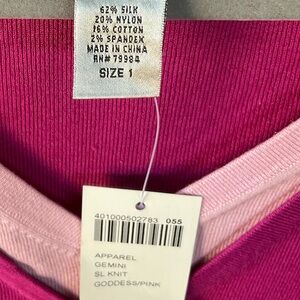 62% SILK
20% NYLON
16% COTTON
2% SPANDEX
MADE IN CHINA
RN# 79984
SIZE 1
401000502783 055
APPAREL
GEMINI
SL KNIT
GODDESS/PINK